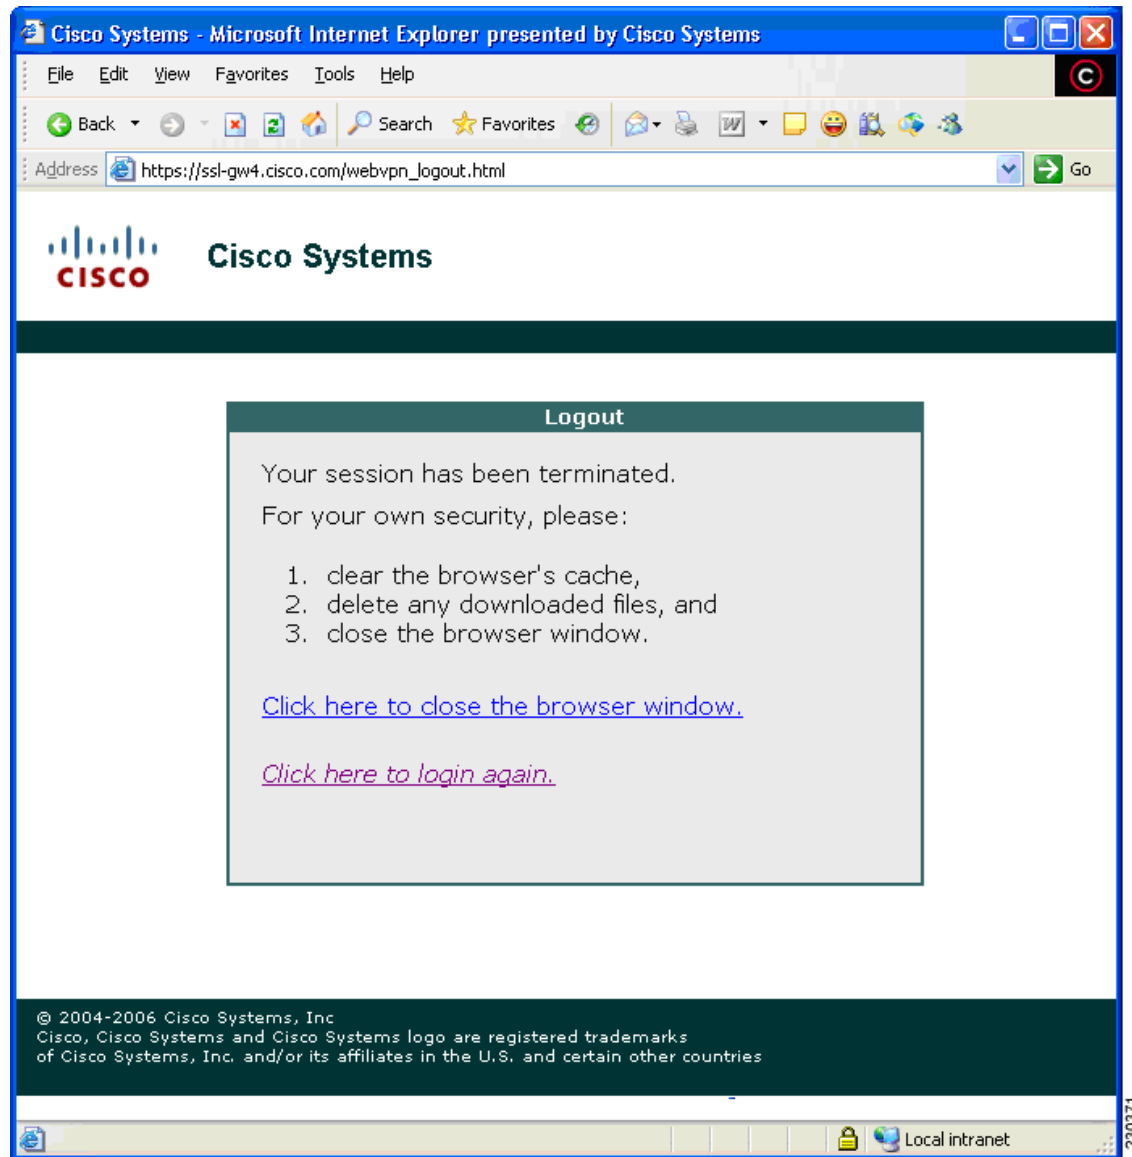 Cisco Systems - Microsoft Internet Explorer presented by Cisco Systems
File Edit View Favorites Tools Help
C
Back Search Favorites W
Address https://ssl-gw4.cisco.com/webvpn_logout.html Go
CISCO
Cisco Systems
Logout
Your session has been terminated.
For your own security, please:
1. clear the browser's cache,
2. delete any downloaded files, and
3. close the browser window.
Click here to close the browser window.
Click here to login again.
© 2004-2006 Cisco Systems, Inc
Cisco, Cisco Systems and Cisco Systems logo are registered trademarks
of Cisco Systems, Inc. and/or its affiliates in the U.S. and certain other countries
Local intranet
230371